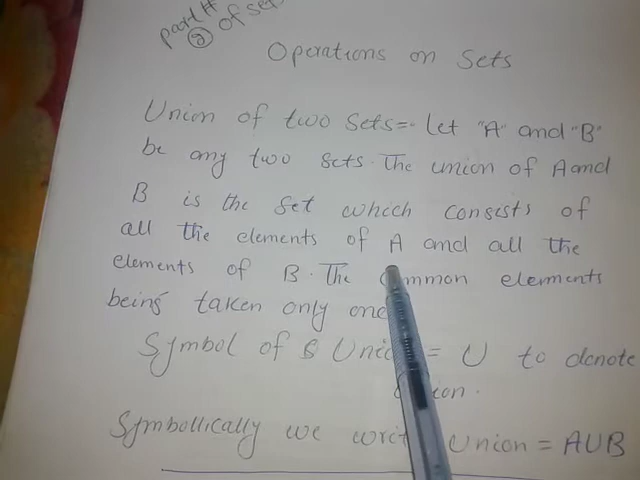 part #
② of set
Operations on Sets
Union of two Sets= Let "A" and "B"
be any two sets. The union of A and
B is the set which consists of
all the elements of A and all the
elements of B. The common elements
being taken only
Symbol of Union = U to denote
Symbollically we write Union = AUB